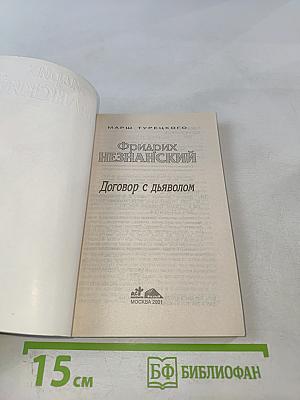 МАРШ ТУРЕЦКОГО
Фридрих
НЕЗНАНСКИЙ
Договор с дьяволом
МОСКВА 2001
15 см
БФ БИБЛИОФАН